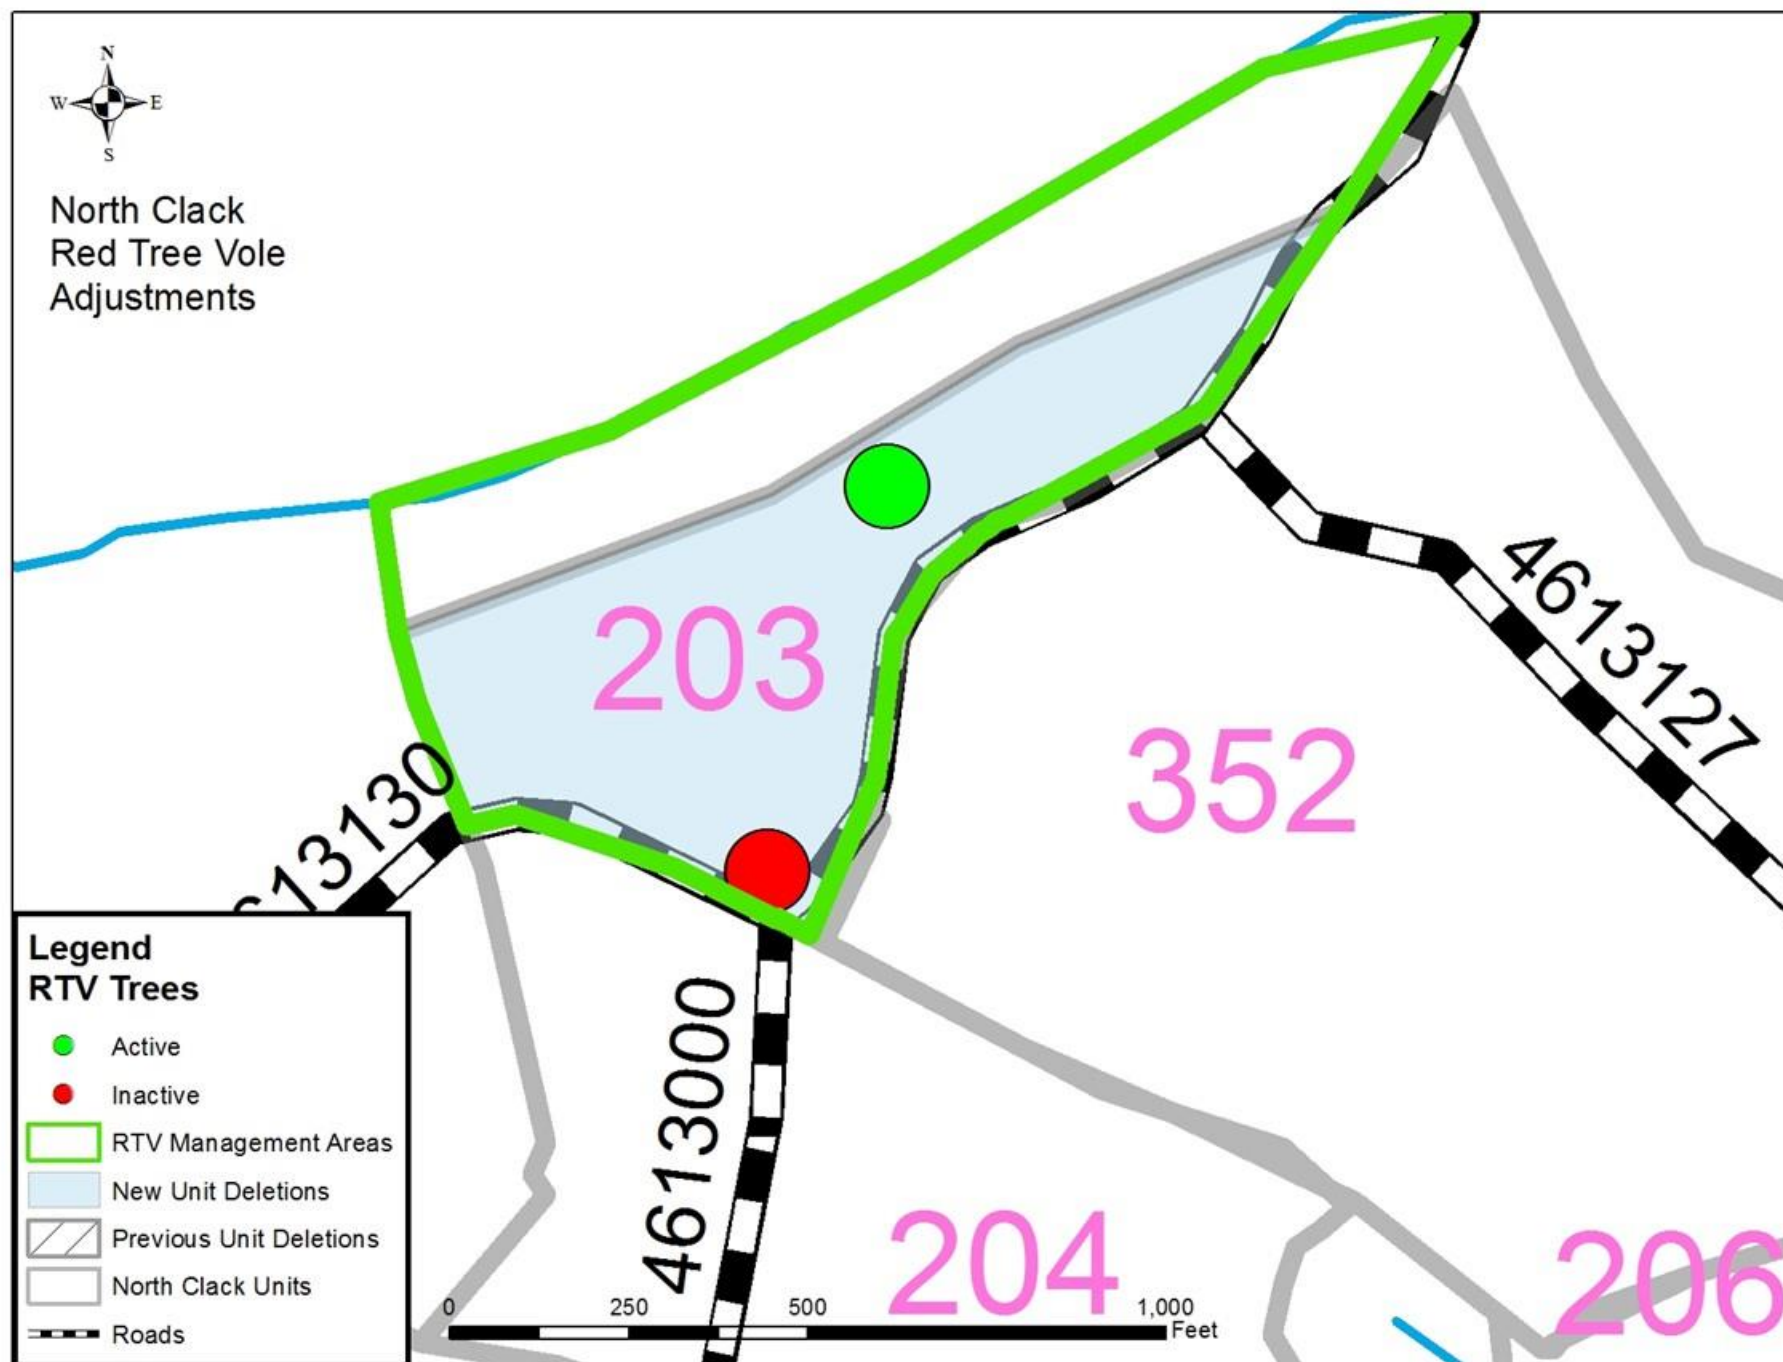 N
W E
S
North Clack
Red Tree Vole
Adjustments
203
352
4613127
613130
4613000
204
206
Legend
RTV Trees
Active
Inactive
RTV Management Areas
New Unit Deletions
Previous Unit Deletions
North Clack Units
Roads
0 250 500 1,000
Feet